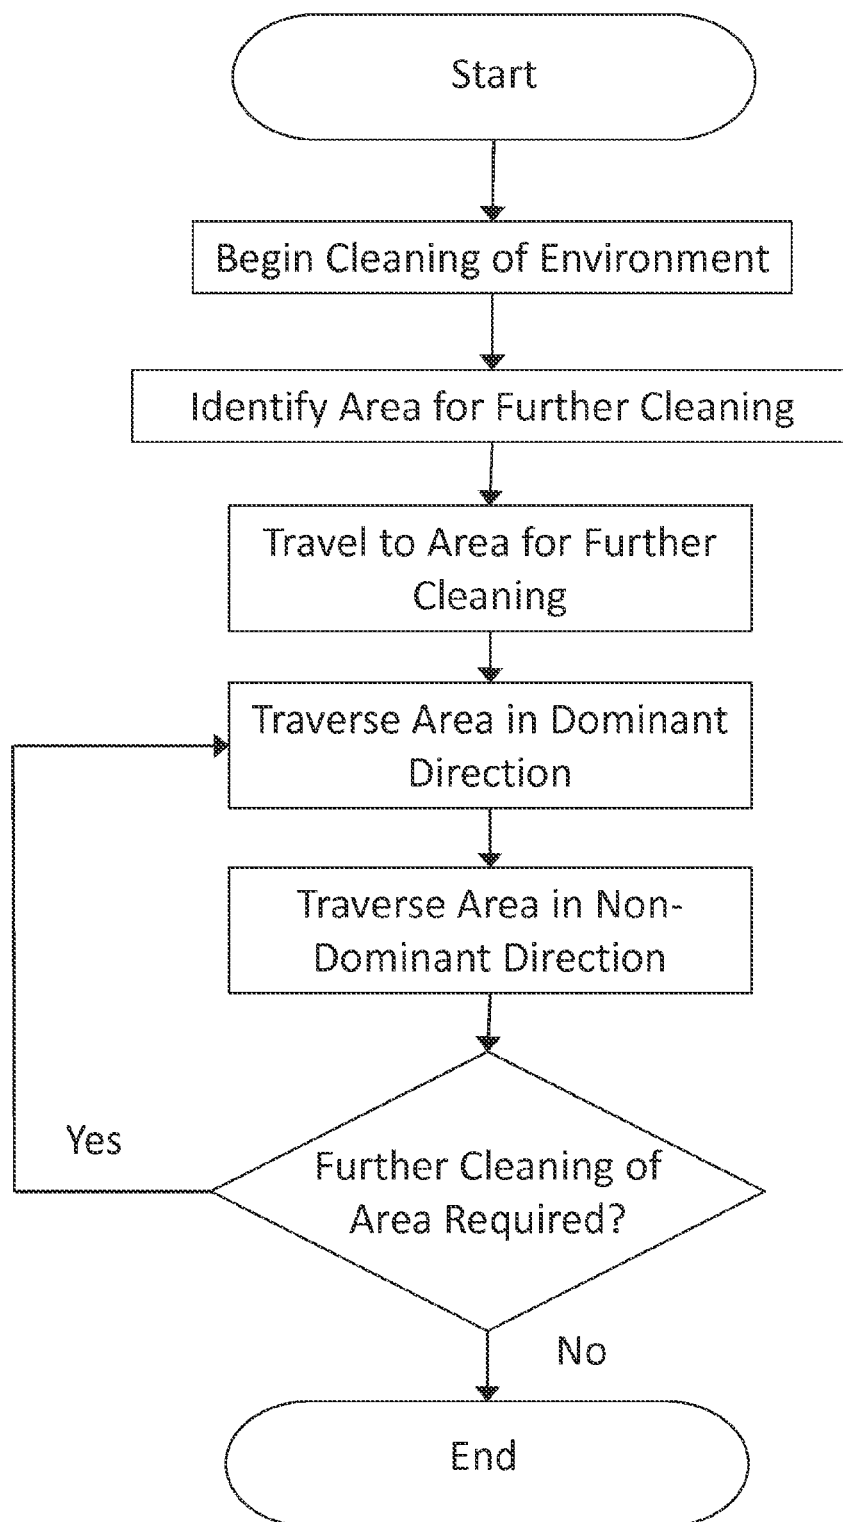 Start
Begin Cleaning of Environment
Identify Area for Further Cleaning
Travel to Area for Further
Cleaning
Traverse Area in Dominant
Direction
Traverse Area in Non-
Dominant Direction
Yes
Further Cleaning of
Area Required?
No
End